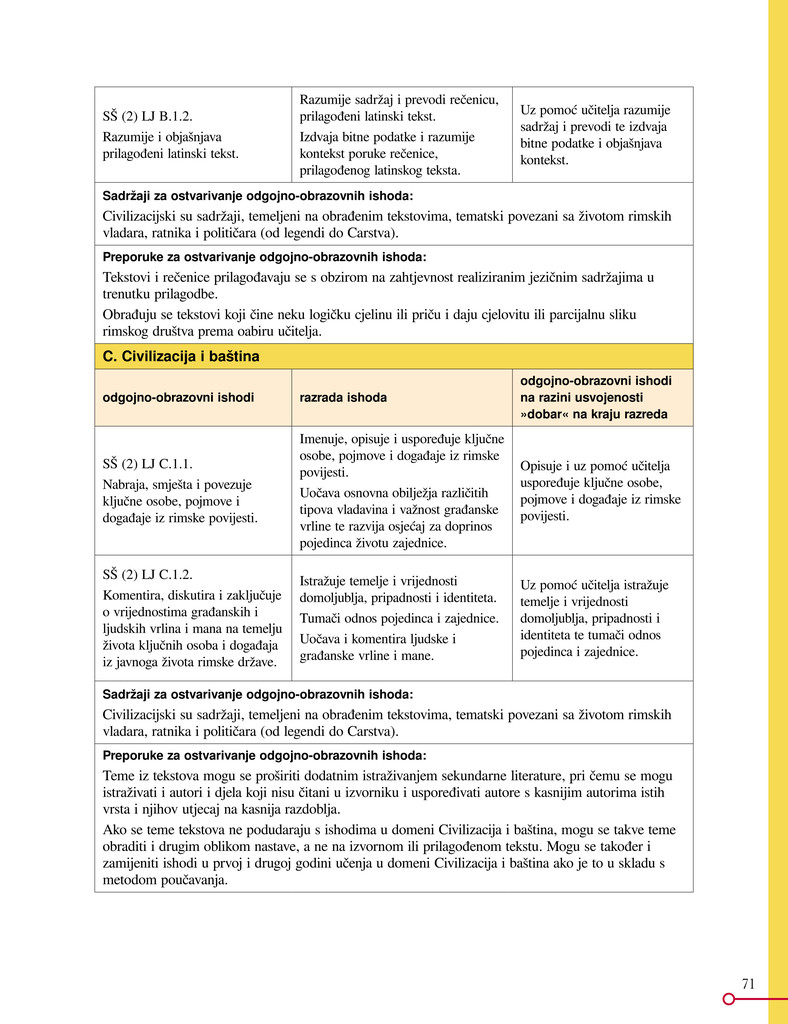 SŠ (2) LJ B.1.2.
Razumije i objašnjava
prilagođeni latinski tekst.
Razumije sadržaj i prevodi rečenicu,
prilagođeni latinski tekst.
Izdvaja bitne podatke i razumije
kontekst poruke rečenice,
prilagođenog latinskog teksta.
Uz pomoć učitelja razumije
sadržaj i prevodi te izdvaja
bitne podatke i objašnjava
kontekst.
Sadržaji za ostvarivanje odgojno-obrazovnih ishoda:
Civilizacijski su sadržaji, temeljeni na obrađenim tekstovima, tematski povezani sa životom rimskih
vladara, ratnika i političara (od legendi do Carstva).
Preporuke za ostvarivanje odgojno-obrazovnih ishoda:
Tekstovi i rečenice prilagođavaju se s obzirom na zahtjevnost realiziranim jezičnim sadržajima u
trenutku prilagodbe.
Obrađuju se tekstovi koji čine neku logičku cjelinu ili priču i daju cjelovitu ili parcijalnu sliku
rimskog društva prema oabiru učitelja.
C. Civilizacija i baština
odgojno-obrazovni ishodi
razrada ishoda
odgojno-obrazovni ishodi
na razini usvojenosti
»dobar« na kraju razreda
SŠ (2) LJ C.1.1.
Nabraja, smješta i povezuje
ključne osobe, pojmove i
događaje iz rimske povijesti.
Imenuje, opisuje i uspoređuje ključne
osobe, pojmove i događaje iz rimske
povijesti.
Uočava osnovna obilježja različitih
tipova vladavina i važnost građanske
vrline te razvija osjećaj za doprinos
pojedinca životu zajednice.
Opisuje i uz pomoć učitelja
uspoređuje ključne osobe,
pojmove i događaje iz rimske
povijesti.
SŠ (2) LJ C.1.2.
Komentira, diskutira i zaključuje
o vrijednostima građanskih i
ljudskih vrlina i mana na temelju
života ključnih osoba i događaja
iz javnoga života rimske države.
Istražuje temelje i vrijednosti
domoljublja, pripadnosti i identiteta.
Tumači odnos pojedinca i zajednice.
Uočava i komentira ljudske i
građanske vrline i mane.
Uz pomoć učitelja istražuje
temelje i vrijednosti
domoljublja, pripadnosti i
identiteta te tumači odnos
pojedinca i zajednice.
Sadržaji za ostvarivanje odgojno-obrazovnih ishoda:
Civilizacijski su sadržaji, temeljeni na obrađenim tekstovima, tematski povezani sa životom rimskih
vladara, ratnika i političara (od legendi do Carstva).
Preporuke za ostvarivanje odgojno-obrazovnih ishoda:
Teme iz tekstova mogu se proširiti dodatnim istraživanjem sekundarne literature, pri čemu se mogu
istraživati i autori i djela koji nisu čitani u izvorniku i uspoređivati autore s kasnijim autorima istih
vrsta i njihov utjecaj na kasnija razdoblja.
Ako se teme tekstova ne podudaraju s ishodima u domeni Civilizacija i baština, mogu se takve teme
obraditi i drugim oblikom nastave, a ne na izvornom ili prilagođenom tekstu. Mogu se također i
zamijeniti ishodi u prvoj i drugoj godini učenja u domeni Civilizacija i baština ako je to u skladu s
metodom poučavanja.
71